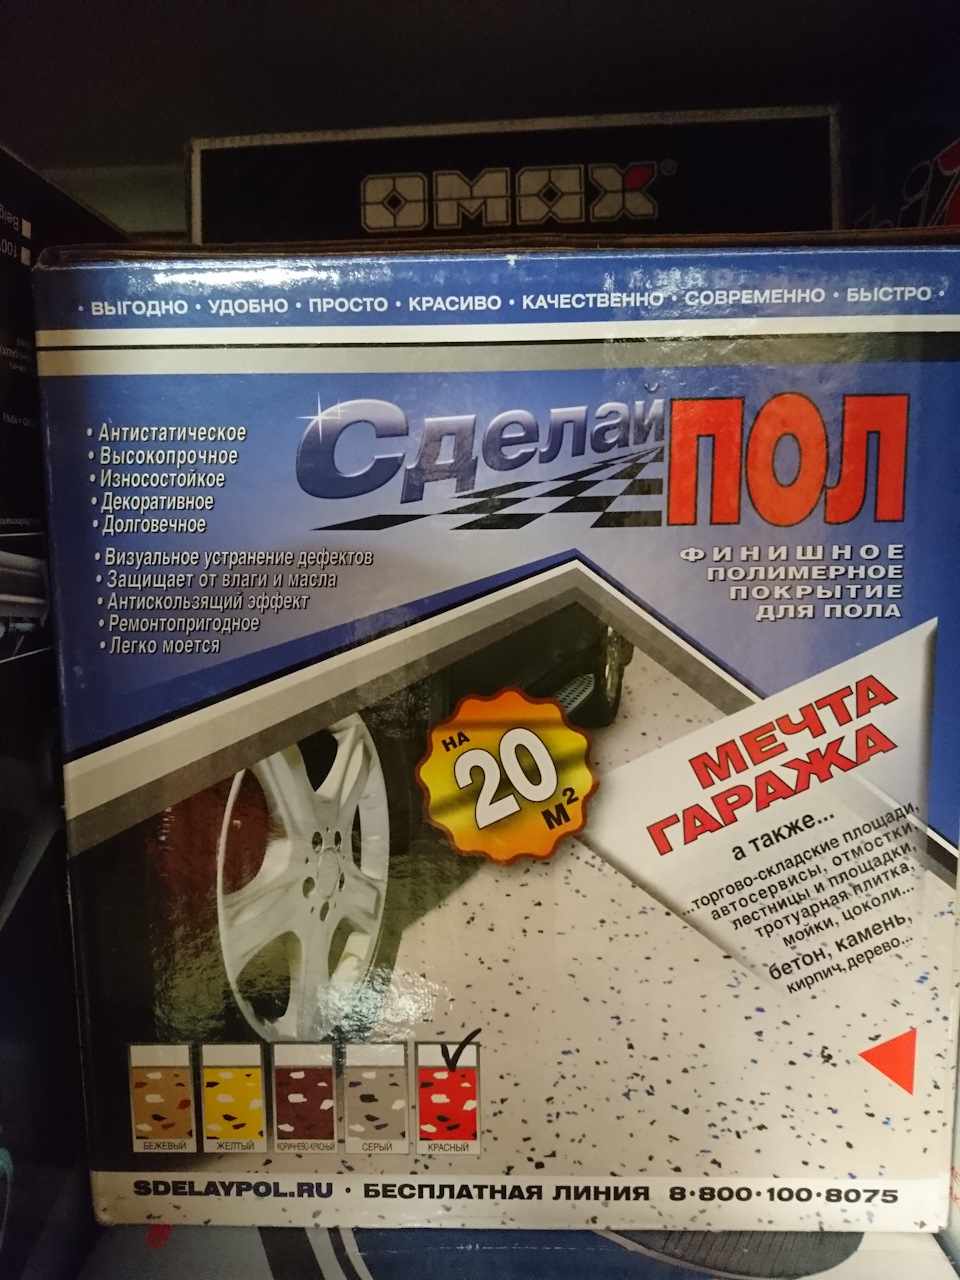 OMAX®
· ВЫГОДНО · УДОБНО · ПРОСТО · КРАСИВО · КАЧЕСТВЕННО · СОВРЕМЕННО · БЫСТРО ·
Сделай ПОЛ
• Антистатическое
• Высокопрочное
• Износостойкое
• Декоративное
• Долговечное
• Визуальное устранение дефектов
• Защищает от влаги и масла
• Антискользящий эффект
• Ремонтопригодное
• Легко моется
ФИНИШНОЕ
ПОЛИМЕРНОЕ
ПОКРЫТИЕ
ДЛЯ ПОЛА
НА
20
М²
МЕЧТА
ГАРАЖА
а также...
...торгово-складские площади,
автосервисы, отмостки,
лестницы и площадки,
тротуарная плитка,
мойки, цоколи...
бетон, камень,
кирпич, дерево...
БЕЖЕВЫЙ
ЖЕЛТЫЙ
КОРИЧНЕВО-КРАСНЫЙ
СЕРЫЙ
КРАСНЫЙ
SDELAYPOL.RU · БЕСПЛАТНАЯ ЛИНИЯ 8·800·100·8075